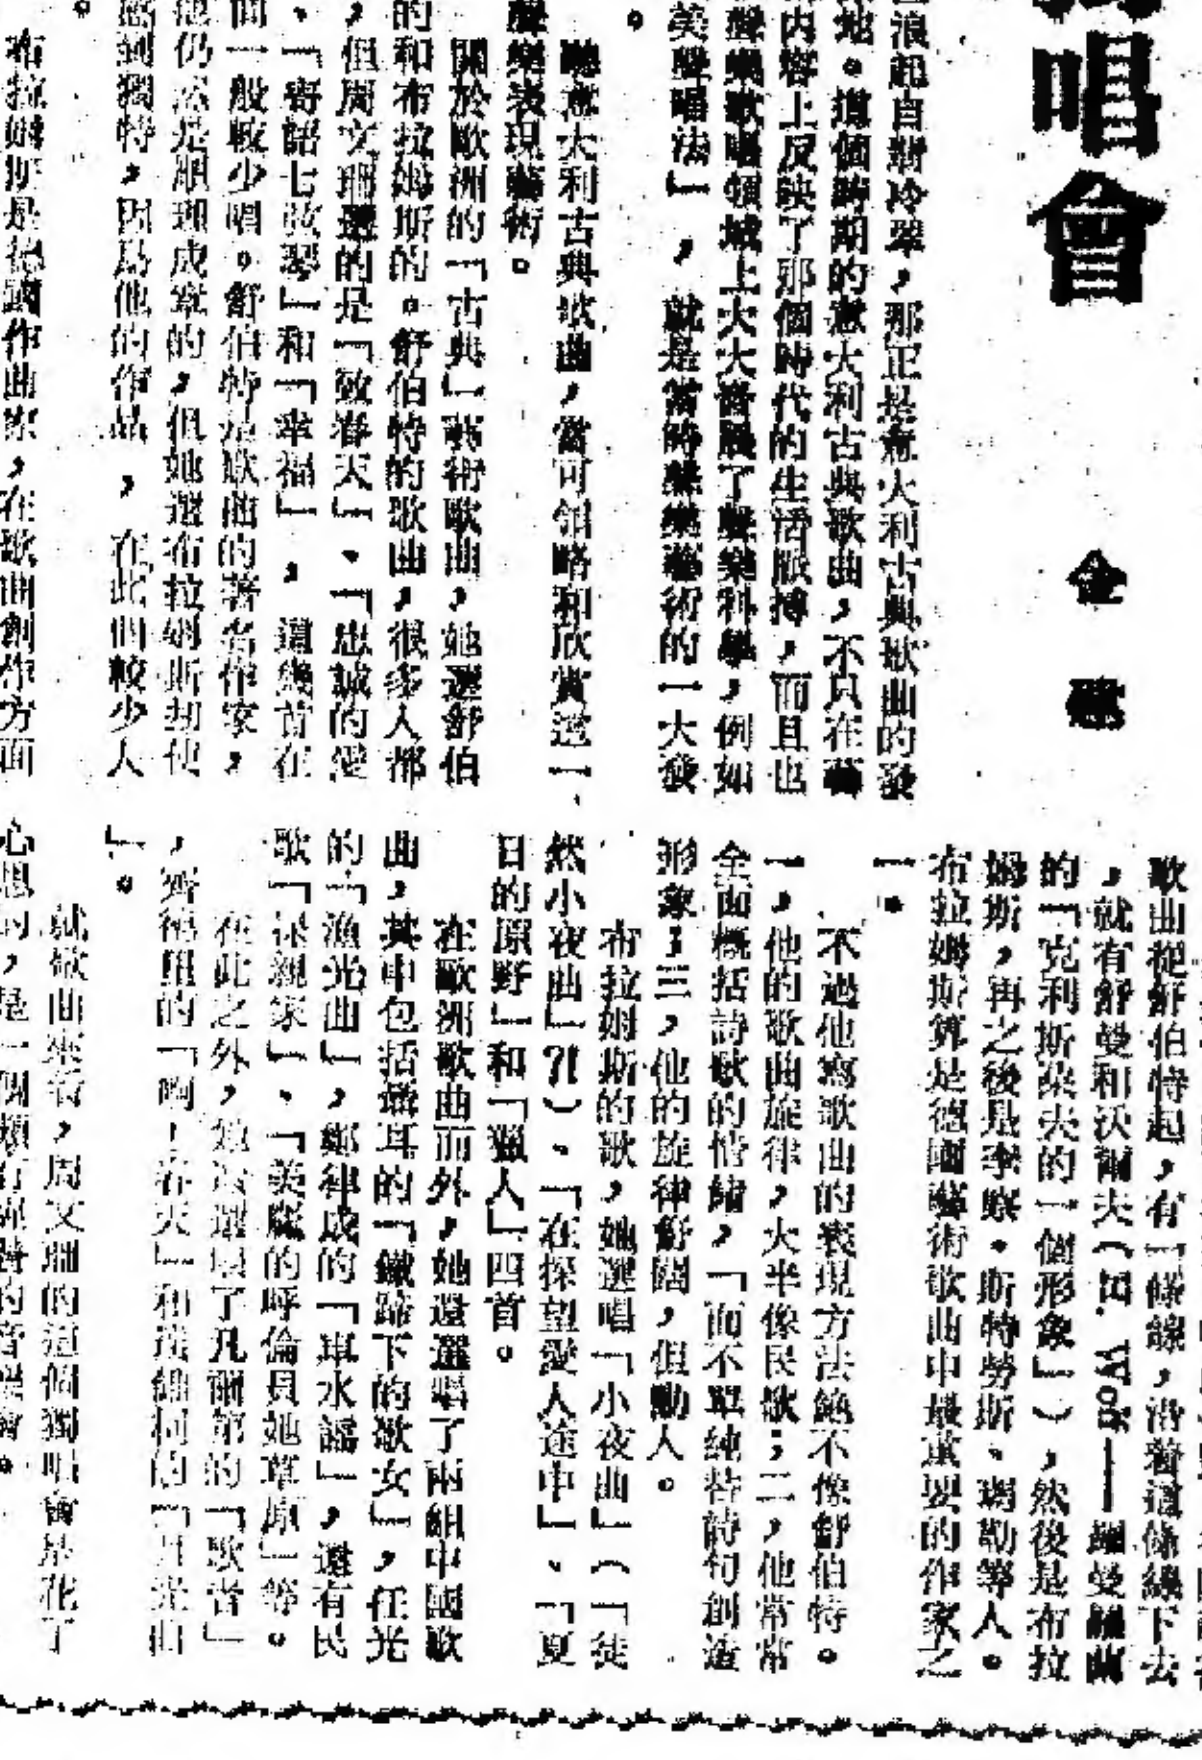 唱會
金
浪起自翡冷翠，那正是意大利古典歌曲的發
地。這個時期的意大利古典歌曲，不只在藝
內容上反映了那個時代的生活脈搏，而且也
聲樂歌唱領域上大大發展了聲樂科學，例如
美聲唱法」，就是當時聲樂藝術的一大發
。
聽意大利古典歌曲，當可領略和欣賞這一
聲樂表現藝術。
關於歐洲的「古典」藝術歌曲，她選舒伯
的和布拉姆斯的。舒伯特的歌曲，很多人都
，但周文珊選的是「致春天」、「忠誠的愛
、「寄語七弦琴」和「幸福」，這幾首在
間一般較少唱。舒伯特是歌曲的著名作家，
仍然是順理成章的，但她選布拉姆斯却使
感到獨特，因為他的作品，在此間較少人
。
布拉姆斯是德國作曲家，在歌曲創作方面
歌曲從舒伯特起，有一條線，沿着這條線下去
，就有舒曼和沃爾夫（H. Wolf——羅曼羅蘭
的「克利斯朵夫的一個形象」），然後是布拉
姆斯，再之後是李察・斯特勞斯、瑪勒等人。
布拉姆斯算是德國藝術歌曲中最重要的作家之
一。
不過他寫歌曲的表現方法絕不像舒伯特。
一，他的歌曲旋律，大半像民歌；二，他常常
全面概括詩歌的情緒，「而不單純替詩句創造
形象；三，他的旋律舒闊，但動人。
布拉姆斯的歌，她選唱「小夜曲」（「徒
然小夜曲」?!）、「在探望愛人途中」、「夏
日的原野」和「獵人」四首。
在歐洲歌曲而外，她還選唱了兩組中國歌
曲，其中包括聶耳的「鐵蹄下的歌女」，任光
的「漁光曲」，鄭律成的「車水謠」，還有民
歌「採親家」、「美麗的呼倫貝她草原」等。
在此之外，她還選唱了凡爾第的「歌者」
，齊德里的「啊！春天」和的「月光曲
」。
就歌曲來看，周文珊的這個獨唱會是花了
心思的，是一個頗有獨特的音樂會。